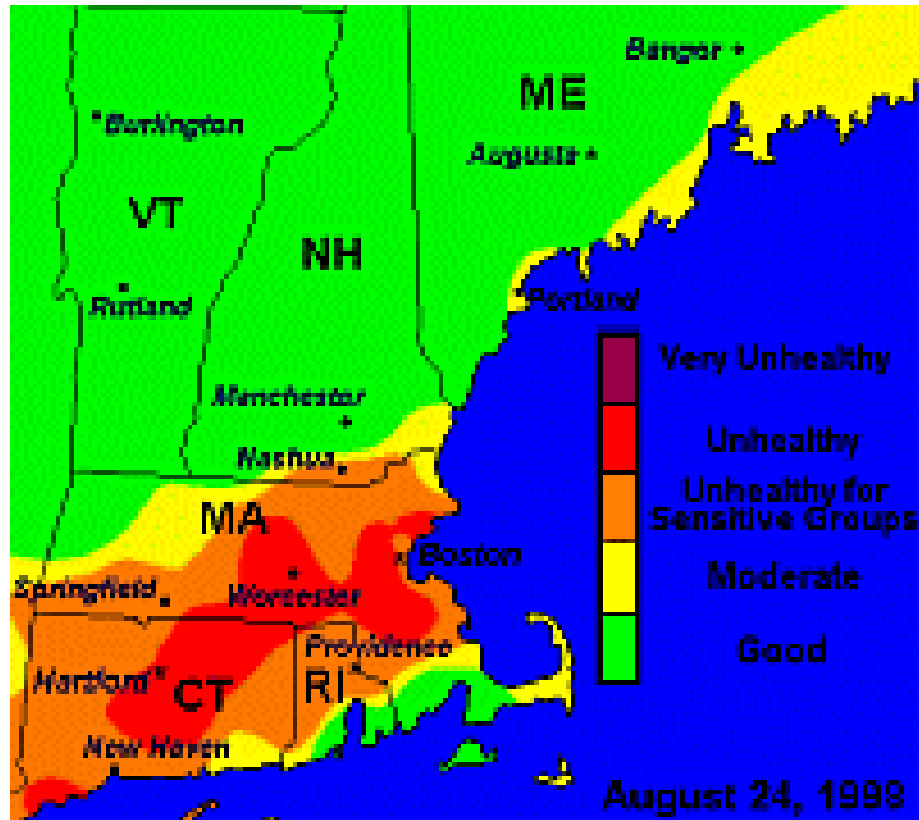 Bangor
ME
Burlington
Augusta
VT
NH
Rutland
Portland
Very Unhealthy
Manchester
Unhealthy
Nashua
Unhealthy for
Sensitive Groups
MA
Boston
Moderate
Springfield
Worcester
Providence
Good
Hartford
CT
RI
New Haven
August 24, 1998